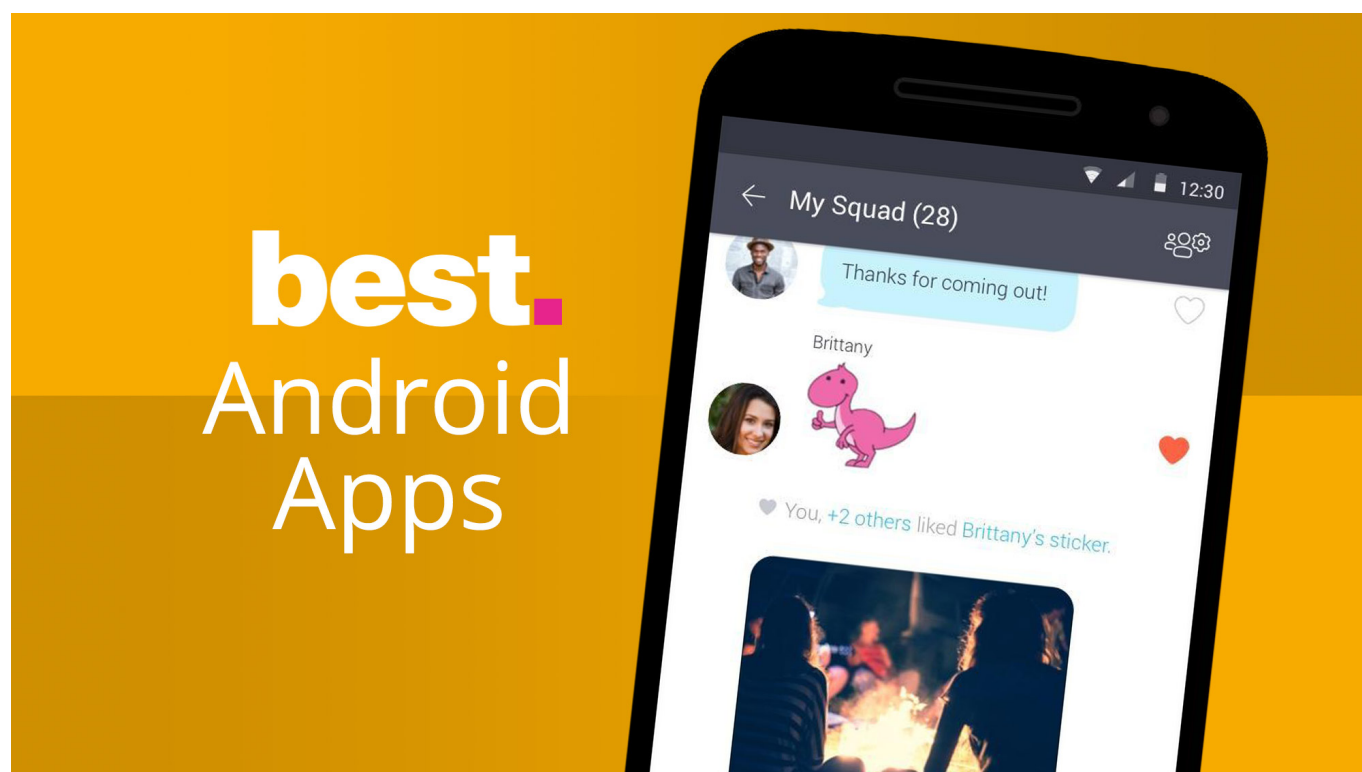 best.
Android
Apps
12:30
My Squad (28)
Thanks for coming out!
Brittany
You, +2 others liked Brittany's sticker.